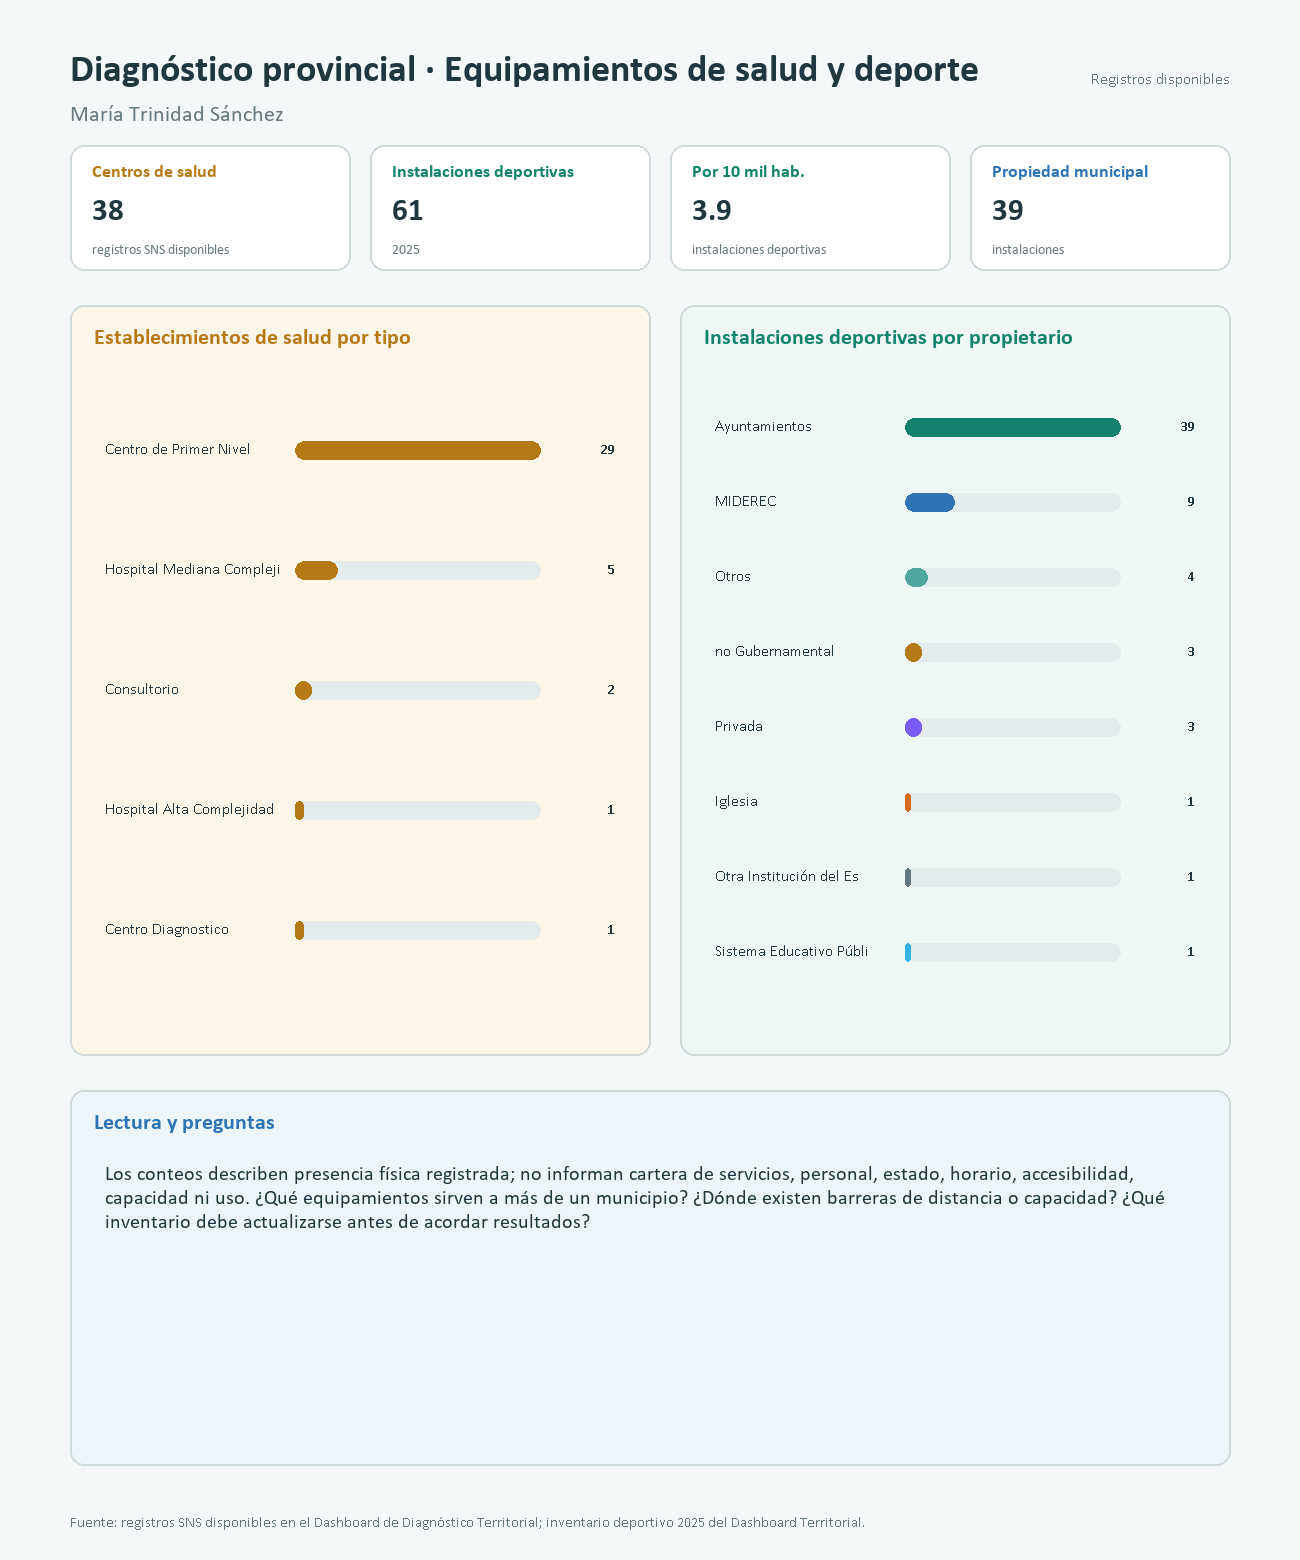 Diagnóstico provincial · Equipamientos de salud y deporte
Registros disponibles
María Trinidad Sánchez
Centros de salud
38
registros SNS disponibles
Instalaciones deportivas
61
2025
Por 10 mil hab.
3.9
instalaciones deportivas
Propiedad municipal
39
instalaciones
Establecimientos de salud por tipo
Centro de Primer Nivel 29
Hospital Mediana Compleji 5
Consultorio 2
Hospital Alta Complejidad 1
Centro Diagnostico 1
Instalaciones deportivas por propietario
Ayuntamientos 39
MIDEREC 9
Otros 4
no Gubernamental 3
Privada 3
Iglesia 1
Otra Institución del Es 1
Sistema Educativo Públi 1
Lectura y preguntas
Los conteos describen presencia física registrada; no informan cartera de servicios, personal, estado, horario, accesibilidad,
capacidad ni uso. ¿Qué equipamientos sirven a más de un municipio? ¿Dónde existen barreras de distancia o capacidad? ¿Qué
inventario debe actualizarse antes de acordar resultados?
Fuente: registros SNS disponibles en el Dashboard de Diagnóstico Territorial; inventario deportivo 2025 del Dashboard Territorial.